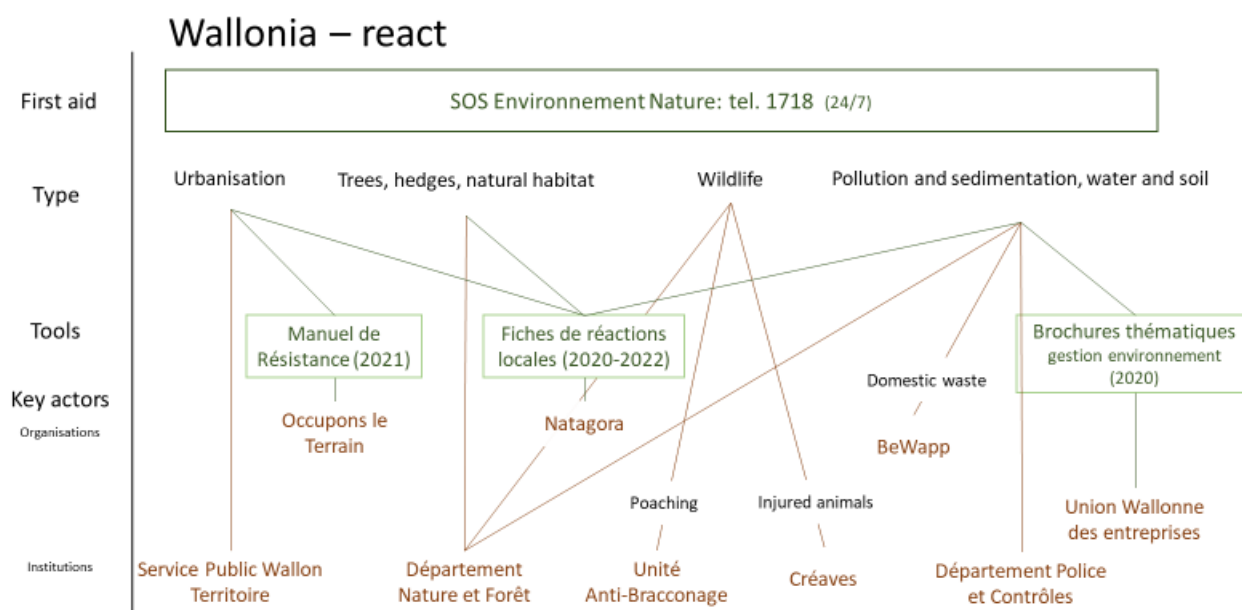 Wallonia – react
First aid
SOS Environnement Nature: tel. 1718 (24/7)
Type
Urbanisation
Trees, hedges, natural habitat
Wildlife
Pollution and sedimentation, water and soil
Tools
Manuel de
Résistance (2021)
Fiches de réactions
locales (2020-2022)
Brochures thématiques
gestion environnement
(2020)
Domestic waste
Key actors
Organisations
Occupons le
Terrain
Natagora
BeWapp
Poaching
Injured animals
Union Wallonne
des entreprises
Institutions
Service Public Wallon
Territoire
Département
Nature et Forêt
Unité
Anti-Bracconage
Créaves
Département Police
et Contrôles